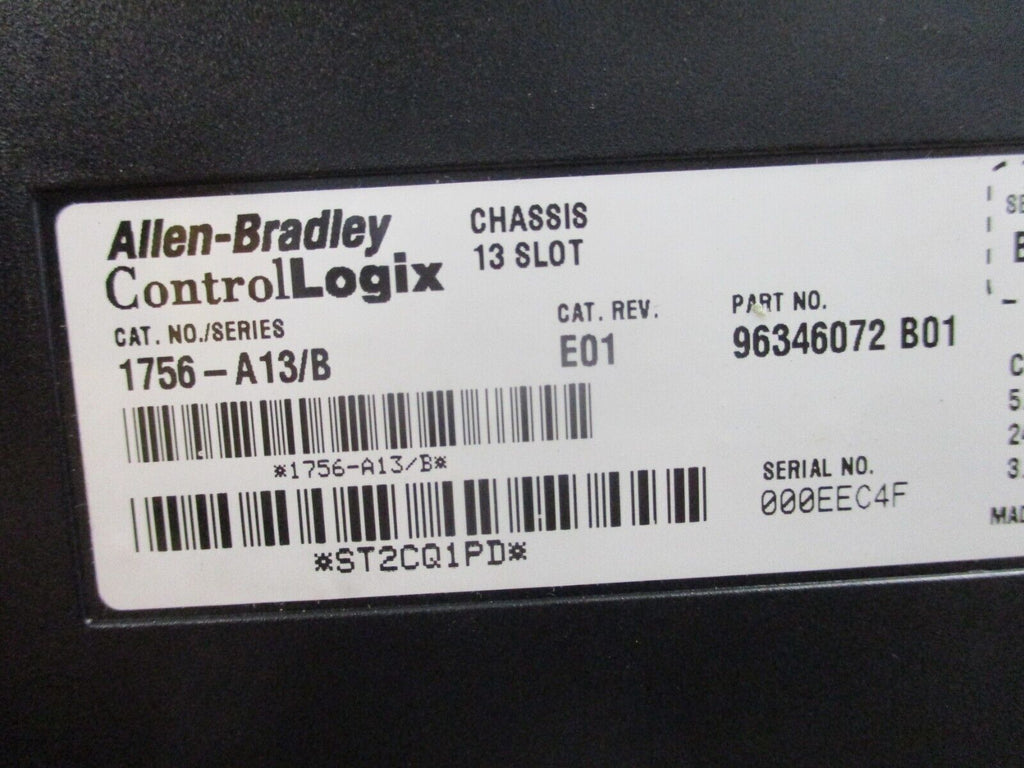 Allen-Bradley
ControlLogix
CHASSIS
13 SLOT
CAT. NO./SERIES
1756-A13/B
CAT. REV.
E01
PART NO.
96346072 B01
*1756-A13/B*
*ST2CQ1PD*
SERIAL NO.
000EEC4F